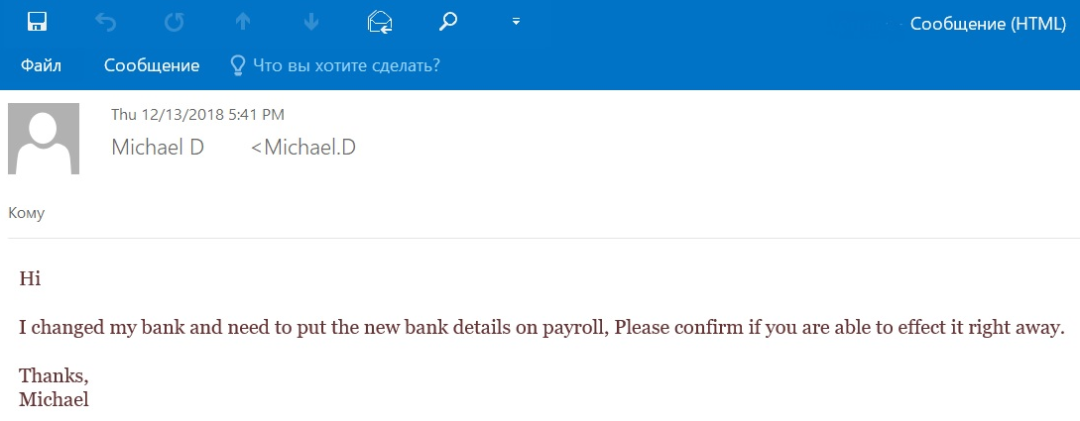 Сообщение (HTML)
Файл Сообщение Что вы хотите сделать?
Thu 12/13/2018 5:41 PM
Michael D <Michael.D
Кому
Hi
I changed my bank and need to put the new bank details on payroll, Please confirm if you are able to effect it right away.
Thanks,
Michael